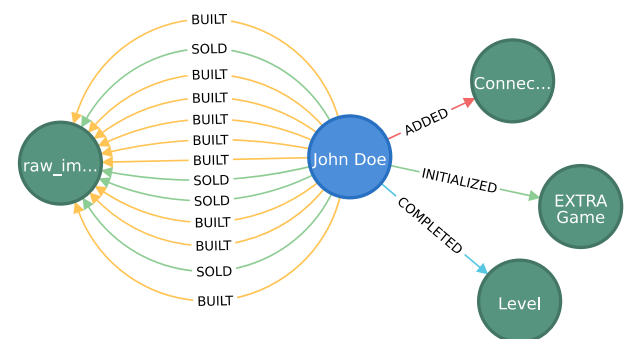 BUILT
SOLD
BUILT
BUILT
BUILT
BUILT
BUILT
SOLD
SOLD
BUILT
BUILT
SOLD
BUILT
raw_im...
John Doe
ADDED
Connec...
INITIALIZED
EXTRA
Game
COMPLETED
Level